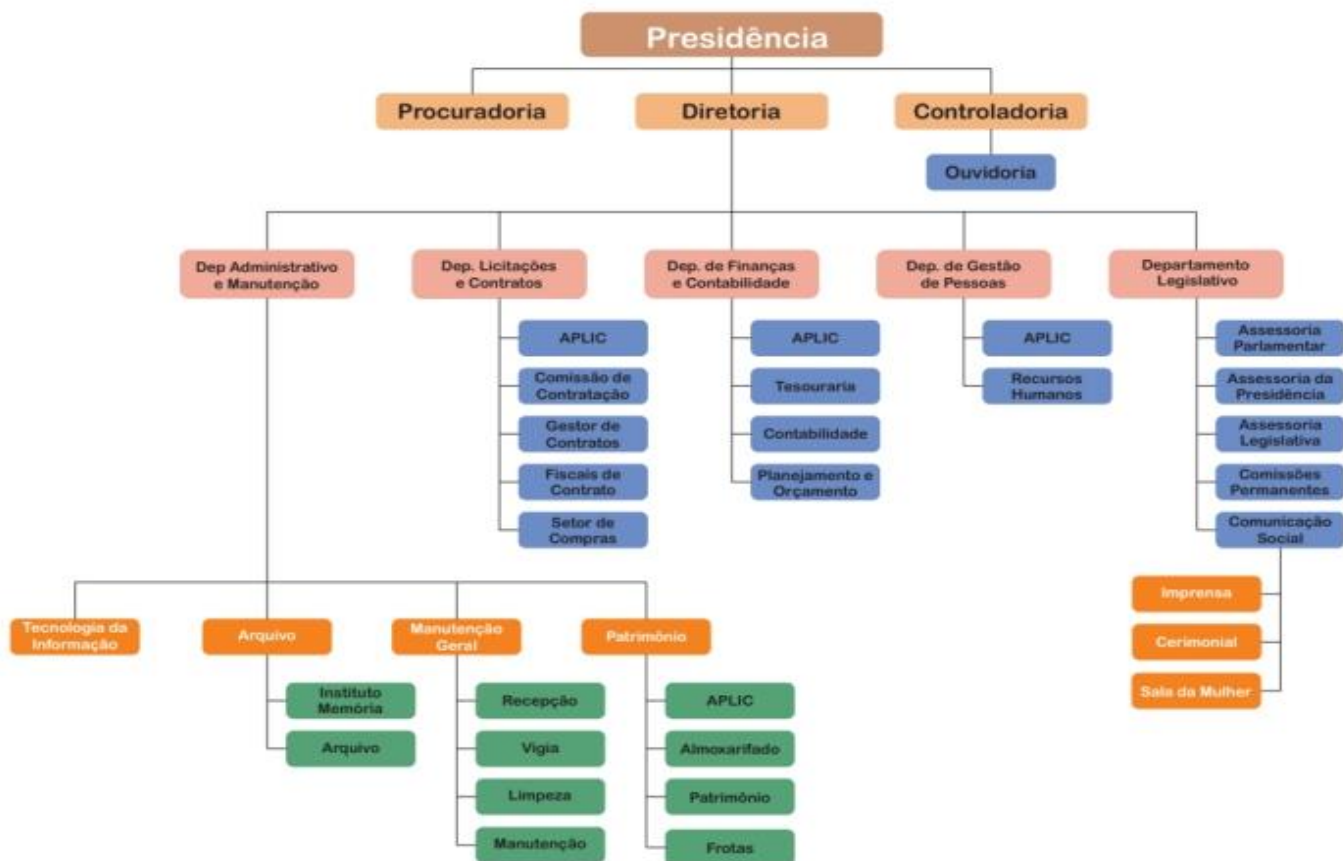 Presidência
Procuradoria
Diretoria
Controladoria
Ouvidoria
Dep Administrativo
e Manutenção
Dep. Licitações
e Contratos
Dep. de Finanças
e Contabilidade
Dep. de Gestão
de Pessoas
Departamento
Legislativo
APLIC
Comissão de
Contratação
Gestor de
Contratos
Fiscais de
Contrato
Setor de
Compras
APLIC
Tesouraria
Contabilidade
Planejamento e
Orçamento
APLIC
Recursos
Humanos
Assessoria
Parlamentar
Assessoria da
Presidência
Assessoria
Legislativa
Comissões
Permanentes
Comunicação
Social
Imprensa
Cerimonial
Sala da Mulher
Tecnologia da
Informação
Arquivo
Manutenção
Geral
Patrimônio
Instituto
Memória
Arquivo
Recepção
Vigia
Limpeza
Manutenção
APLIC
Almoxarifado
Patrimônio
Frotas